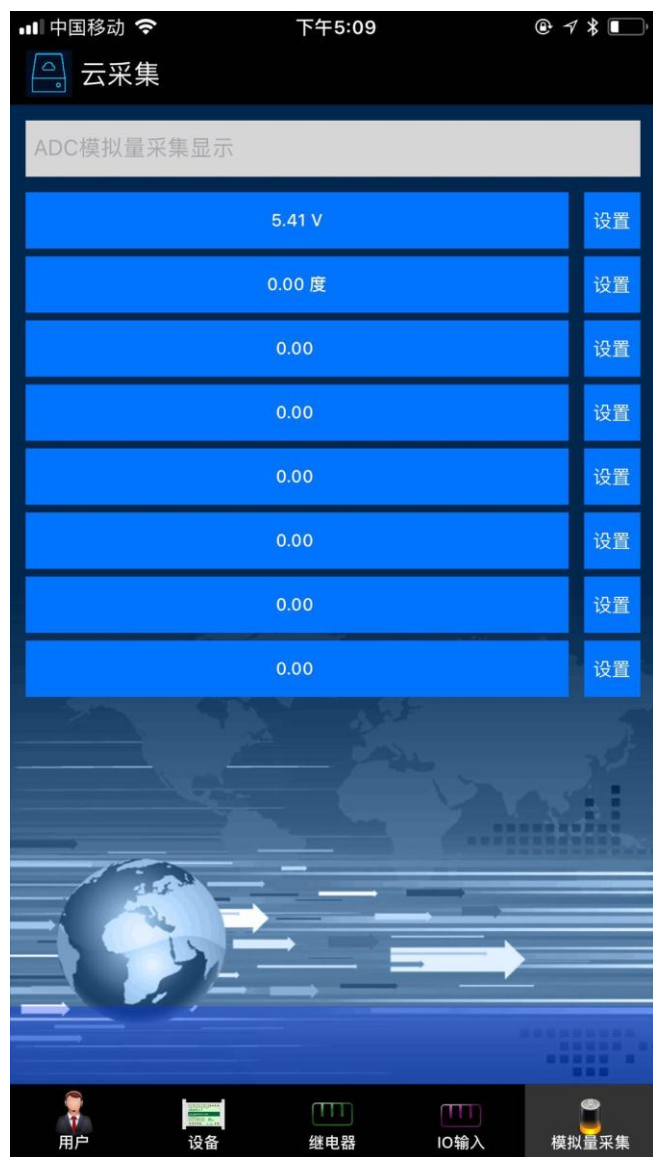 中国移动 下午5:09
云采集
ADC模拟量采集显示
5.41 V 设置
0.00 度 设置
0.00 设置
0.00 设置
0.00 设置
0.00 设置
0.00 设置
0.00 设置
用户 设备 继电器 IO输入 模拟量采集